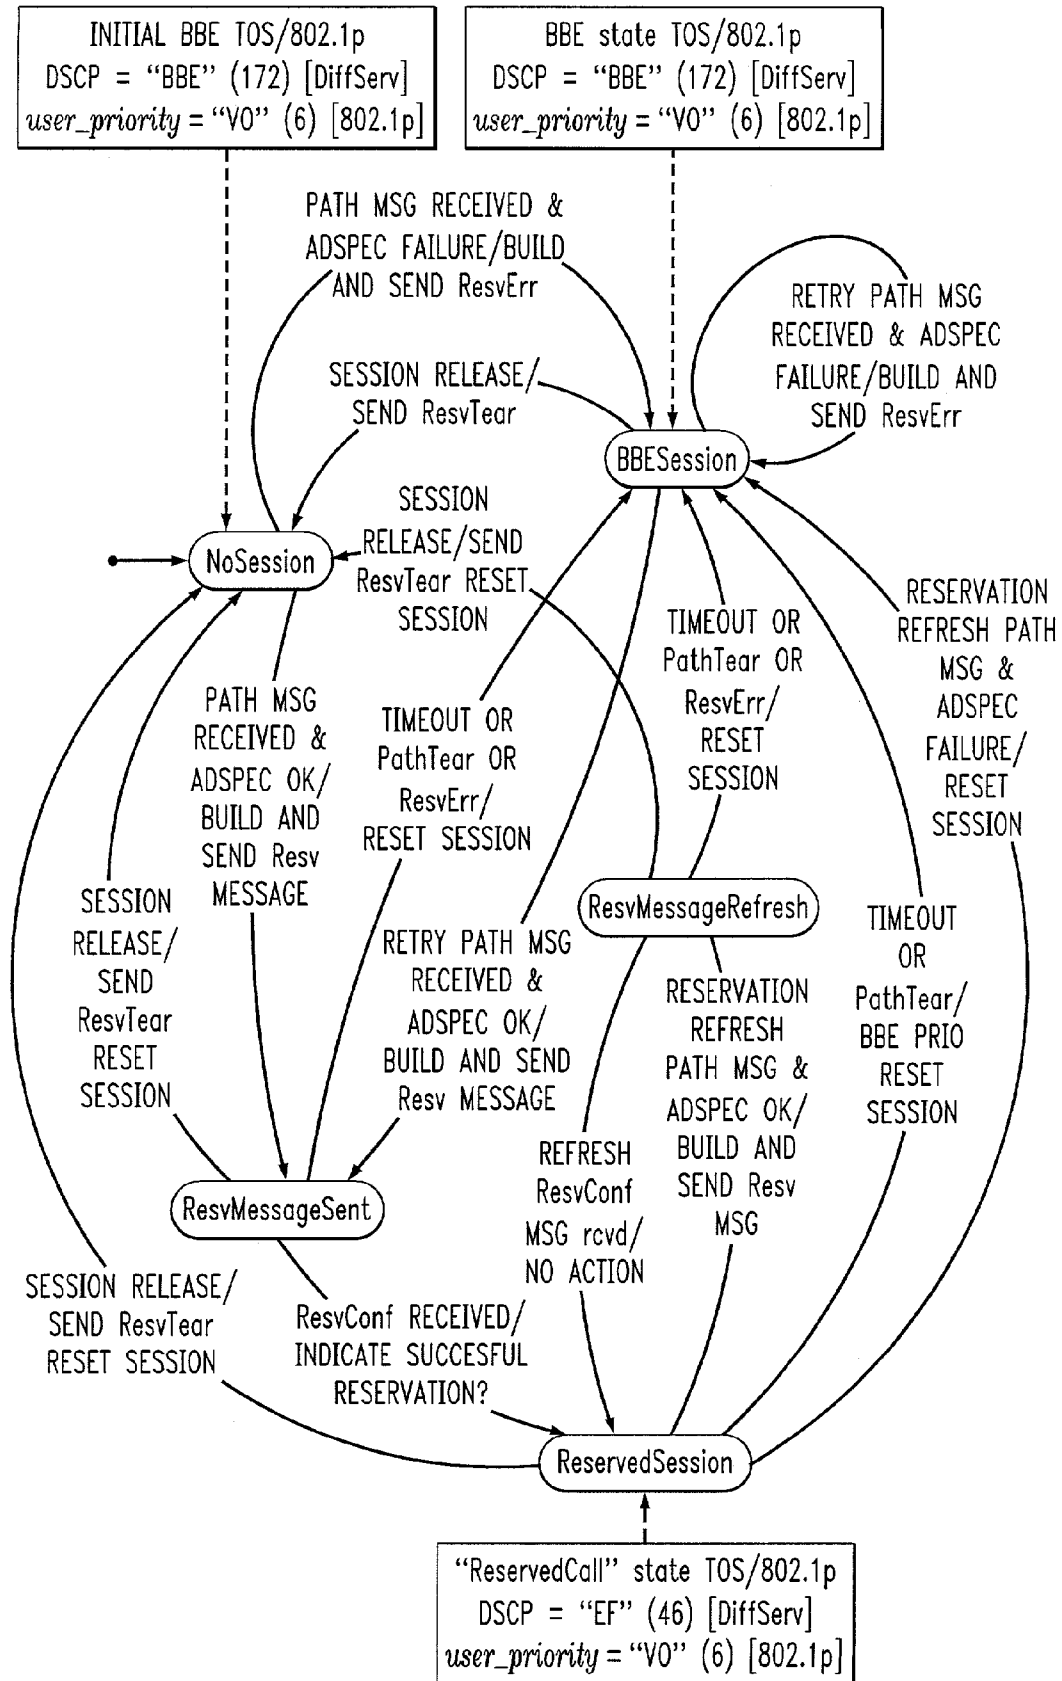 INITIAL BBE TOS/802.1p
DSCP = “BBE” (172) [DiffServ]
user_priority = “VO” (6) [802.1p]
BBE state TOS/802.1p
DSCP = “BBE” (172) [DiffServ]
user_priority = “VO” (6) [802.1p]
PATH MSG RECEIVED &
ADSPEC FAILURE/BUILD
AND SEND ResvErr
RETRY PATH MSG
RECEIVED & ADSPEC
FAILURE/BUILD AND
SEND ResvErr
SESSION RELEASE/
SEND ResvTear
BBESession
SESSION
RELEASE/SEND
ResvTear RESET
SESSION
NoSession
RESERVATION
REFRESH PATH
MSG &
ADSPEC
FAILURE/
RESET
SESSION
TIMEOUT OR
PathTear OR
ResvErr/
RESET
SESSION
PATH MSG
RECEIVED &
ADSPEC OK/
BUILD AND
SEND Resv
MESSAGE
TIMEOUT OR
PathTear OR
ResvErr/
RESET SESSION
ResvMessageRefresh
SESSION
RELEASE/
SEND
ResvTear
RESET
SESSION
RETRY PATH MSG
RECEIVED &
ADSPEC OK/
BUILD AND SEND
Resv MESSAGE
RESERVATION
REFRESH
PATH MSG &
ADSPEC OK/
BUILD AND
SEND Resv
MSG
TIMEOUT
OR
PathTear/
BBE PRIO
RESET
SESSION
REFRESH
ResvConf
MSG rcvd/
NO ACTION
ResvMessageSent
SESSION RELEASE/
SEND ResvTear
RESET SESSION
ResvConf RECEIVED/
INDICATE SUCCESFUL
RESERVATION?
ReservedSession
“ReservedCall” state TOS/802.1p
DSCP = “EF” (46) [DiffServ]
user_priority = “VO” (6) [802.1p]